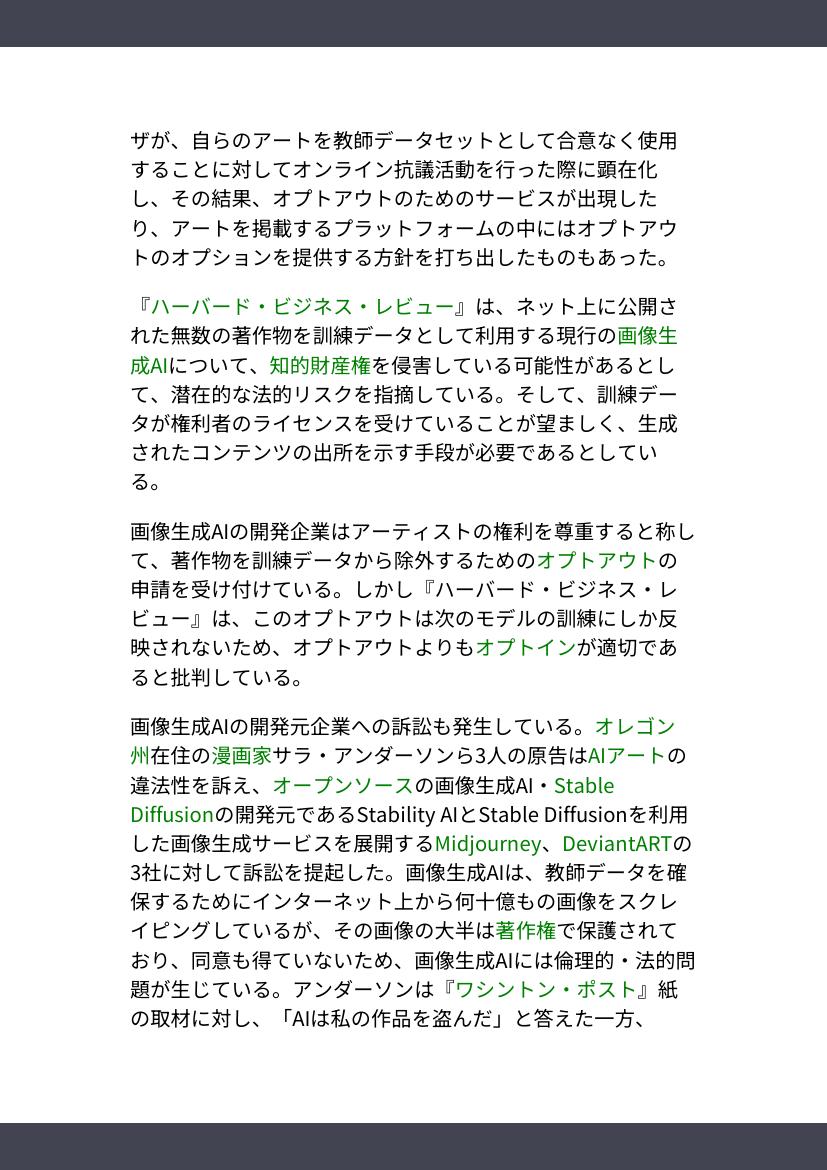 ザが、自らのアートを教師データセットとして合意なく使用
することに対してオンライン抗議活動を行った際に顕在化
し、その結果、オプトアウトのためのサービスが出現した
り、アートを掲載するプラットフォームの中にはオプトアウ
トのオプションを提供する方針を打ち出したものもあった。
『ハーバード・ビジネス・レビュー』は、ネット上に公開さ
れた無数の著作物を訓練データとして利用する現行の画像生
成AIについて、知的財産権を侵害している可能性があるとし
て、潜在的な法的リスクを指摘している。そして、訓練デー
タが権利者のライセンスを受けていることが望ましく、生成
されたコンテンツの出所を示す手段が必要であるとしてい
る。
画像生成AIの開発企業はアーティストの権利を尊重すると称し
て、著作物を訓練データから除外するためのオプトアウトの
申請を受け付けている。しかし『ハーバード・ビジネス・レ
ビュー』は、このオプトアウトは次のモデルの訓練にしか反
映されないため、オプトアウトよりもオプトインが適切であ
ると批判している。
画像生成AIの開発元企業への訴訟も発生している。オレゴン
州在住の漫画家サラ・アンダーソンら3人の原告はAIアートの
違法性を訴え、オープンソースの画像生成AI・Stable
Diffusionの開発元であるStability AIとStable Diffusionを利用
した画像生成サービスを展開するMidjourney、DeviantARTの
3社に対して訴訟を提起した。画像生成AIは、教師データを確
保するためにインターネット上から何十億もの画像をスクレ
イピングしているが、その画像の大半は著作権で保護されて
おり、同意も得ていないため、画像生成AIには倫理的・法的問
題が生じている。アンダーソンは『ワシントン・ポスト』紙
の取材に対し、「AIは私の作品を盗んだ」と答えた一方、